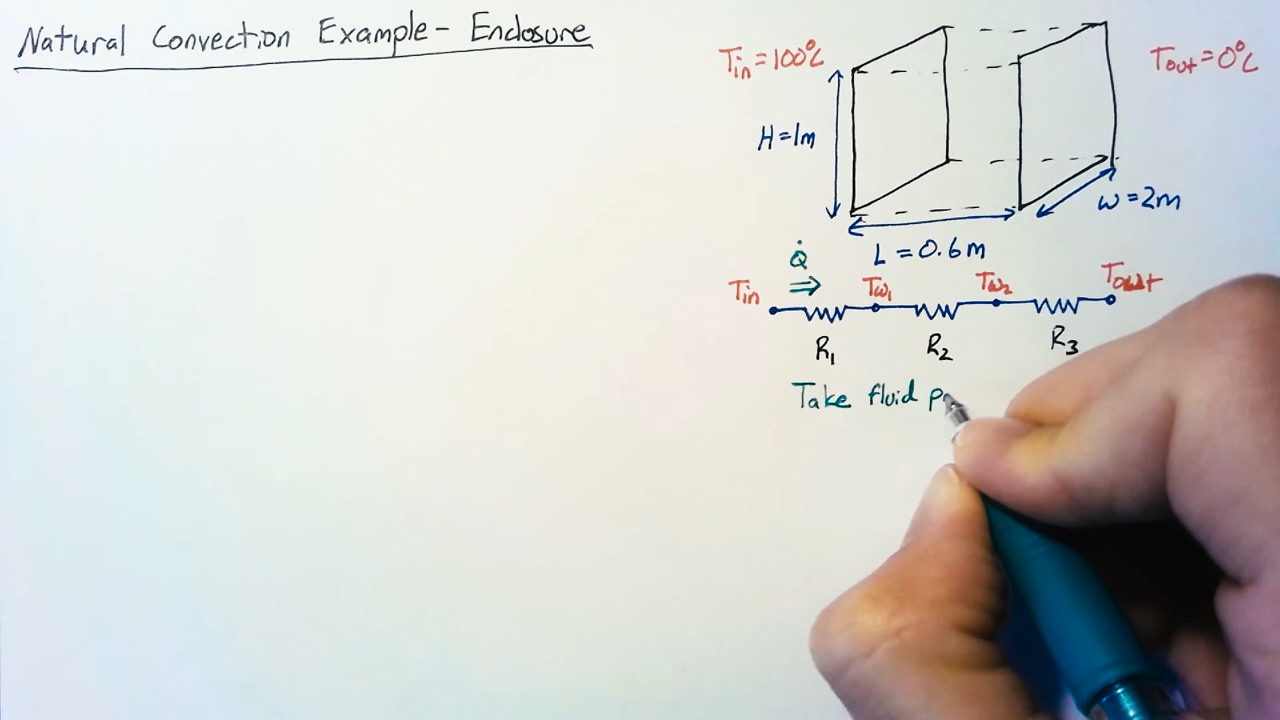 Natural Convection Example - Enclosure
Tin = 100°C
Tout = 0°C
H = 1m
w = 2m
L = 0.6m
Q̇
Tin ⇒ Tw1 Tw2 Tout
R1 R2 R3
Take fluid